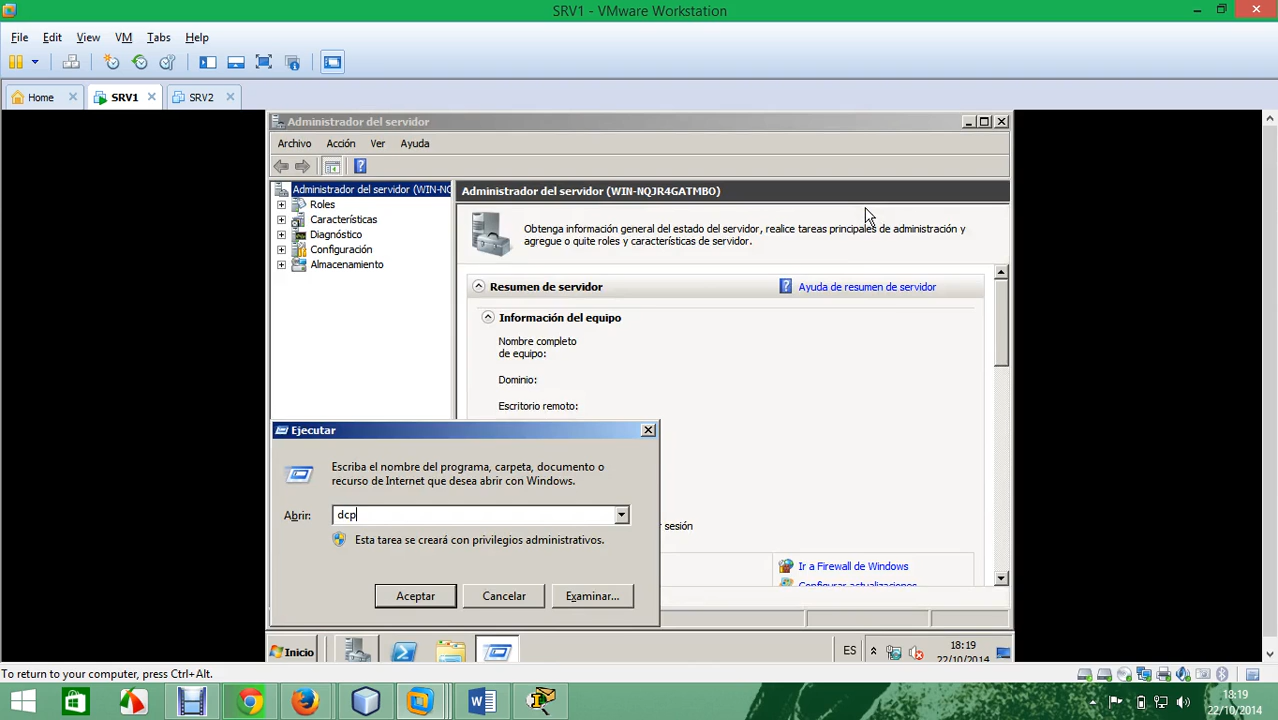 SRV1 - VMware Workstation
File Edit View VM Tabs Help
Home SRV1 SRV2
Administrador del servidor
Archivo Acción Ver Ayuda
Administrador del servidor (WIN-NQ
Roles
Características
Diagnóstico
Configuración
Almacenamiento
Administrador del servidor (WIN-NQJR4GATMBO)
Obtenga información general del estado del servidor, realice tareas principales de administración y
agregue o quite roles y características de servidor.
Resumen de servidor
Ayuda de resumen de servidor
Información del equipo
Nombre completo
de equipo:
Dominio:
Escritorio remoto:
Ejecutar
Escriba el nombre del programa, carpeta, documento o
recurso de Internet que desea abrir con Windows.
Abrir: dcp
Esta tarea se creará con privilegios administrativos.
Aceptar Cancelar Examinar...
r sesión
Ir a Firewall de Windows
Configurar actualizaciones
Inicio
ES
18:19
22/10/2014
To return to your computer, press Ctrl+Alt.
18:19
22/10/2014